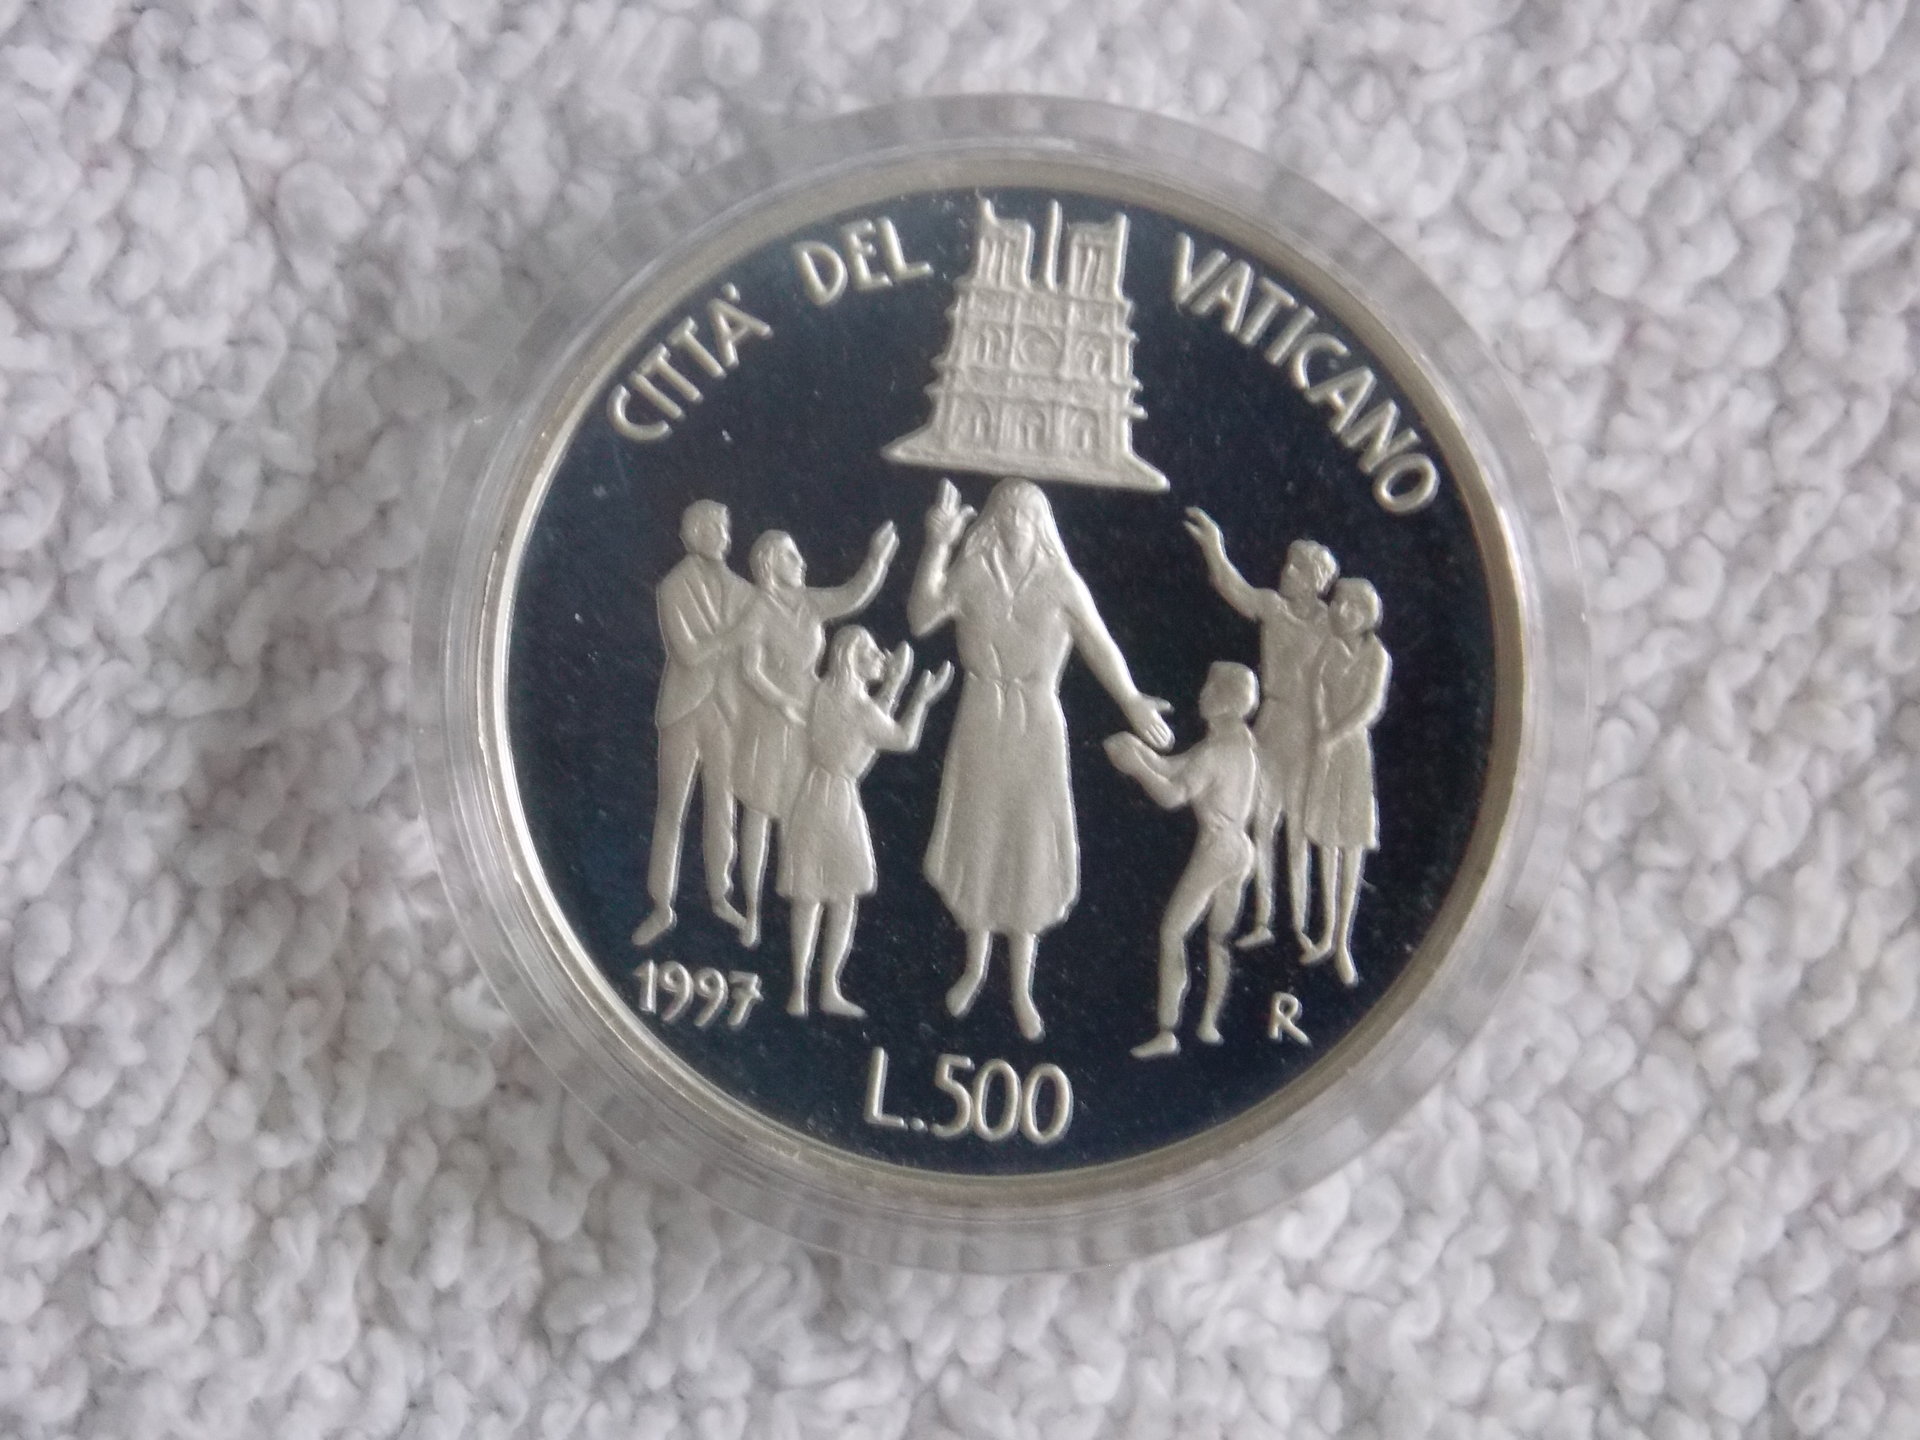 CITTA' DEL VATICANO
1997
R
L.500